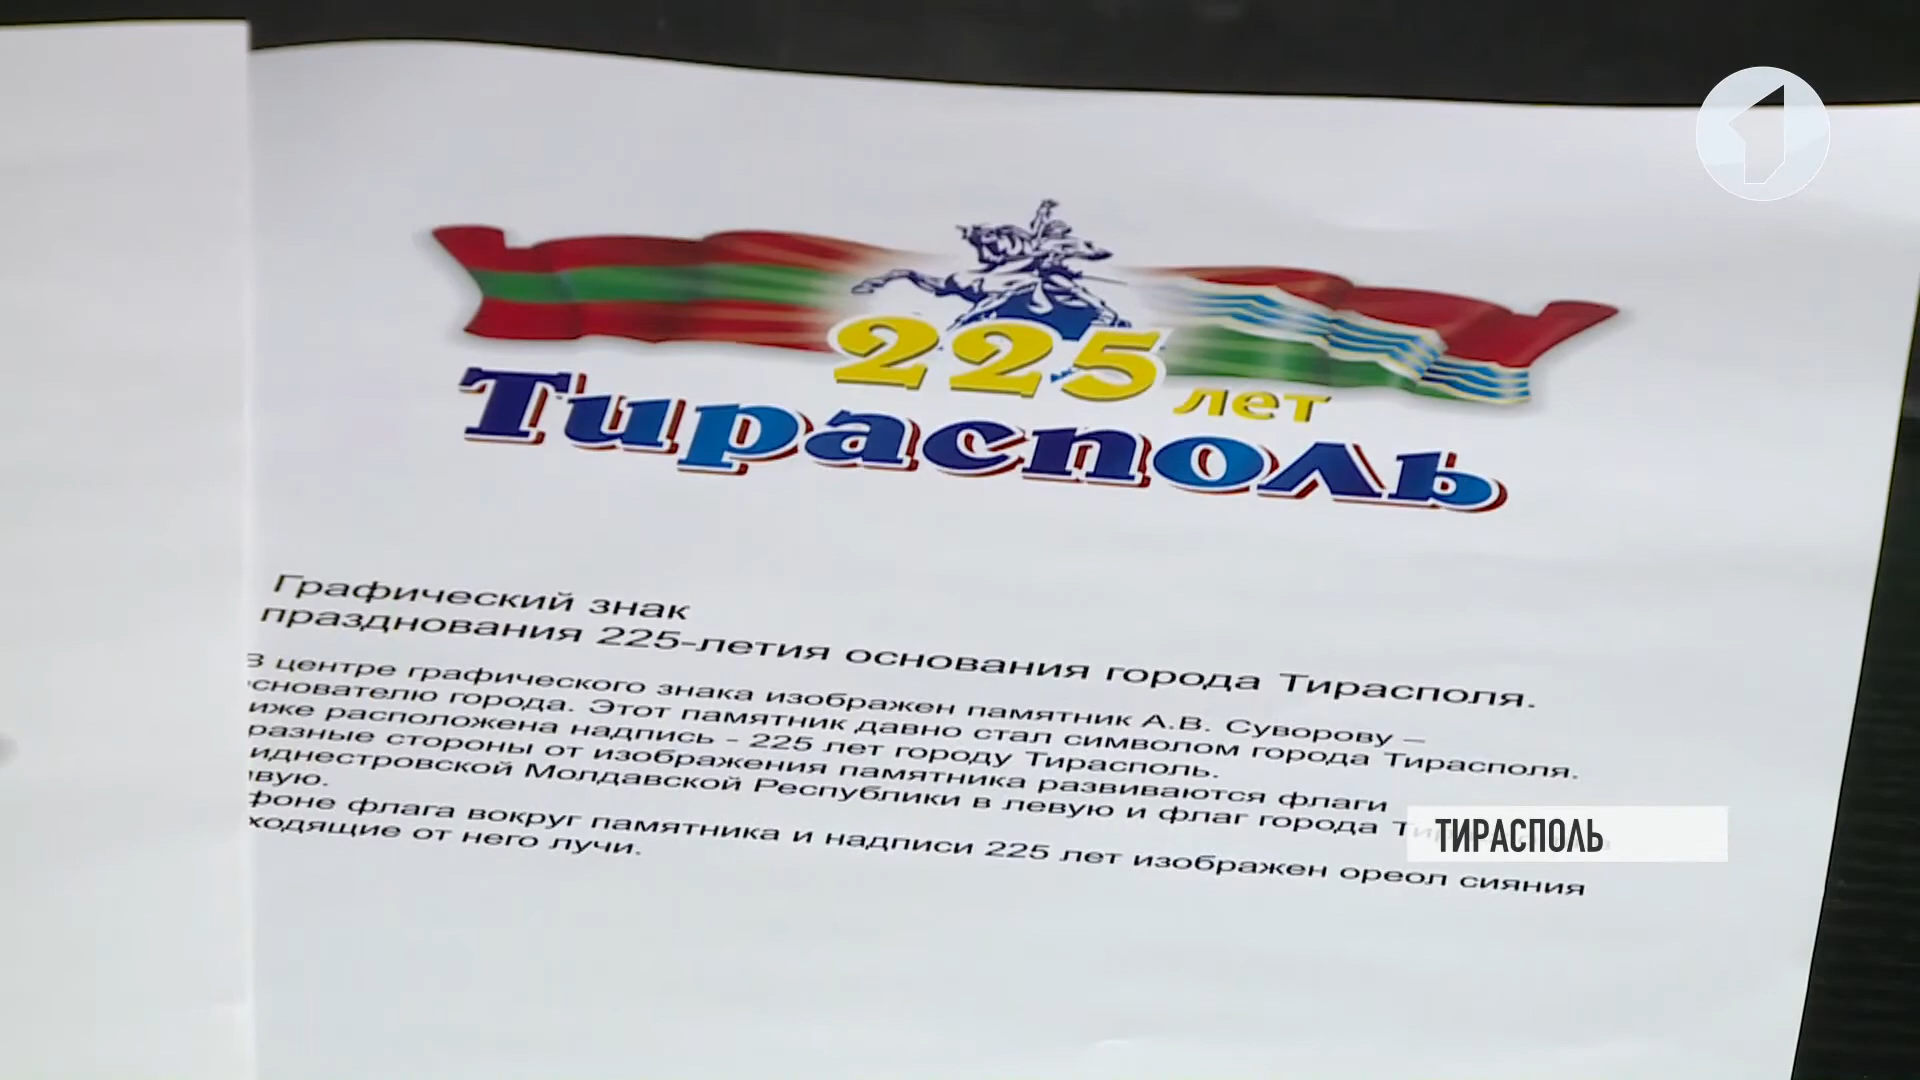 225 лет
Тирасполь
Графический знак
празднования 225-летия основания города Тирасполя.
В центре графического знака изображен памятник А.В. Суворову –
снователю города. Этот памятник давно стал символом города Тирасполя.
иже расположена надпись - 225 лет городу Тирасполь.
разные стороны от изображения памятника развиваются флаги
иднестровской Молдавской Республики в левую и флаг города
вую.
фоне флага вокруг памятника и надписи 225 лет изображен ореол сияния
ходящие от него лучи.
ТИРАСПОЛЬ